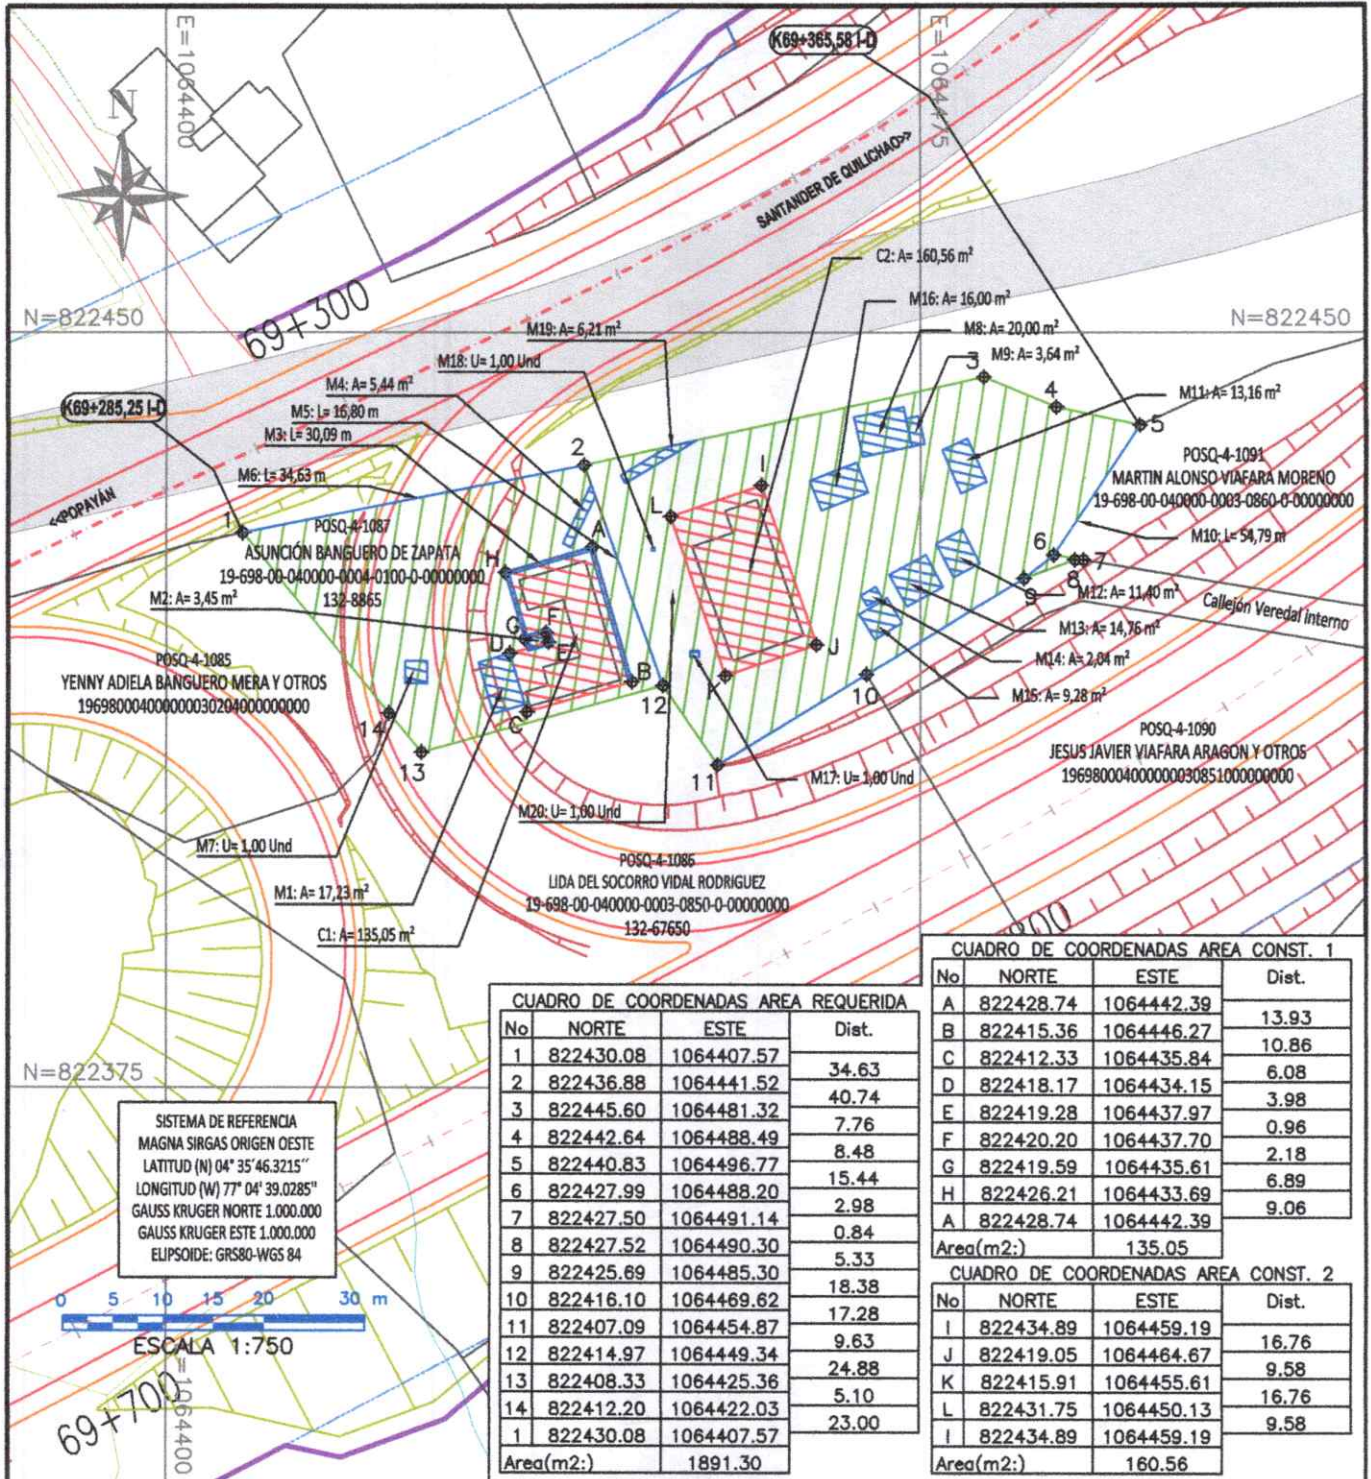 N
E=1064400
E=1064475
K69+365,58 I-D
SANTANDER DE QUILICHAO>>
N=822450
69+300
N=822450
C2: A= 160,56 m²
M16: A= 16,00 m²
M19: A= 6,21 m²
M8: A= 20,00 m²
M18: U= 1,00 Und
M9: A= 3,64 m²
3
M4: A= 5,44 m²
M11: A= 13,16 m²
K69+285,25 I-D
4
M5: L= 16,80 m
5
M3: L= 30,09 m
2
POSQ-4-1091
MARTIN ALONSO VIAFARA MORENO
19-698-00-040000-0003-0860-0-00000000
M6: L= 34,63 m
I
<<POPAYÁN
1
L
POSQ-4-1087
ASUNCIÓN BANGUERO DE ZAPATA
19-698-00-040000-0004-0100-0-00000000
132-8865
A
M10: L= 54,79 m
H
6
7
8
9
M2: A= 3,45 m²
M12: A= 11,40 m²
Callejón Veredal Interno
F
G
E
D
M13: A= 14,76 m²
J
POSQ-4-1085
YENNY ADIELA BANGUERO MERA Y OTROS
M14: A= 2,04 m²
B
12
10
M15: A= 9,28 m²
C
14
POSQ-4-1090
JESUS JAVIER VIAFARA ARAGON Y OTROS
13
11
M17: U= 1,00 Und
M20: U= 1,00 Und
M7: U= 1,00 Und
POSQ-4-1086
LIDA DEL SOCORRO VIDAL RODRIGUEZ
19-698-00-040000-0003-0850-0-00000000
132-67650
M1: A= 17,23 m²
C1: A= 135,05 m²
N=822375
SISTEMA DE REFERENCIA
MAGNA SIRGAS ORIGEN OESTE
LATITUD (N) 04° 35´46.3215´´
LONGITUD (W) 77° 04' 39.0285"
GAUSS KRUGER NORTE 1.000.000
GAUSS KRUGER ESTE 1.000.000
ELIPSOIDE: GRS80-WGS 84
0 5 10 15 20 30 m
ESCALA 1:750
69+700
E=1064400
CUADRO DE COORDENADAS AREA REQUERIDA
No NORTE ESTE Dist.
1 822430.08 1064407.57
34.63
2 822436.88 1064441.52
40.74
3 822445.60 1064481.32
7.76
4 822442.64 1064488.49
8.48
5 822440.83 1064496.77
15.44
6 822427.99 1064488.20
2.98
7 822427.50 1064491.14
0.84
8 822427.52 1064490.30
5.33
9 822425.69 1064485.30
18.38
10 822416.10 1064469.62
17.28
11 822407.09 1064454.87
9.63
12 822414.97 1064449.34
24.88
13 822408.33 1064425.36
5.10
14 822412.20 1064422.03
23.00
1 822430.08 1064407.57
Area(m2:) 1891.30
CUADRO DE COORDENADAS AREA CONST. 1
No NORTE ESTE Dist.
A 822428.74 1064442.39
13.93
B 822415.36 1064446.27
10.86
C 822412.33 1064435.84
6.08
D 822418.17 1064434.15
3.98
E 822419.28 1064437.97
0.96
F 822420.20 1064437.70
2.18
G 822419.59 1064435.61
6.89
H 822426.21 1064433.69
9.06
A 822428.74 1064442.39
Area(m2:) 135.05
CUADRO DE COORDENADAS AREA CONST. 2
No NORTE ESTE Dist.
I 822434.89 1064459.19
16.76
J 822419.05 1064464.67
9.58
K 822415.91 1064455.61
16.76
L 822431.75 1064450.13
9.58
I 822434.89 1064459.19
Area(m2:) 160.56